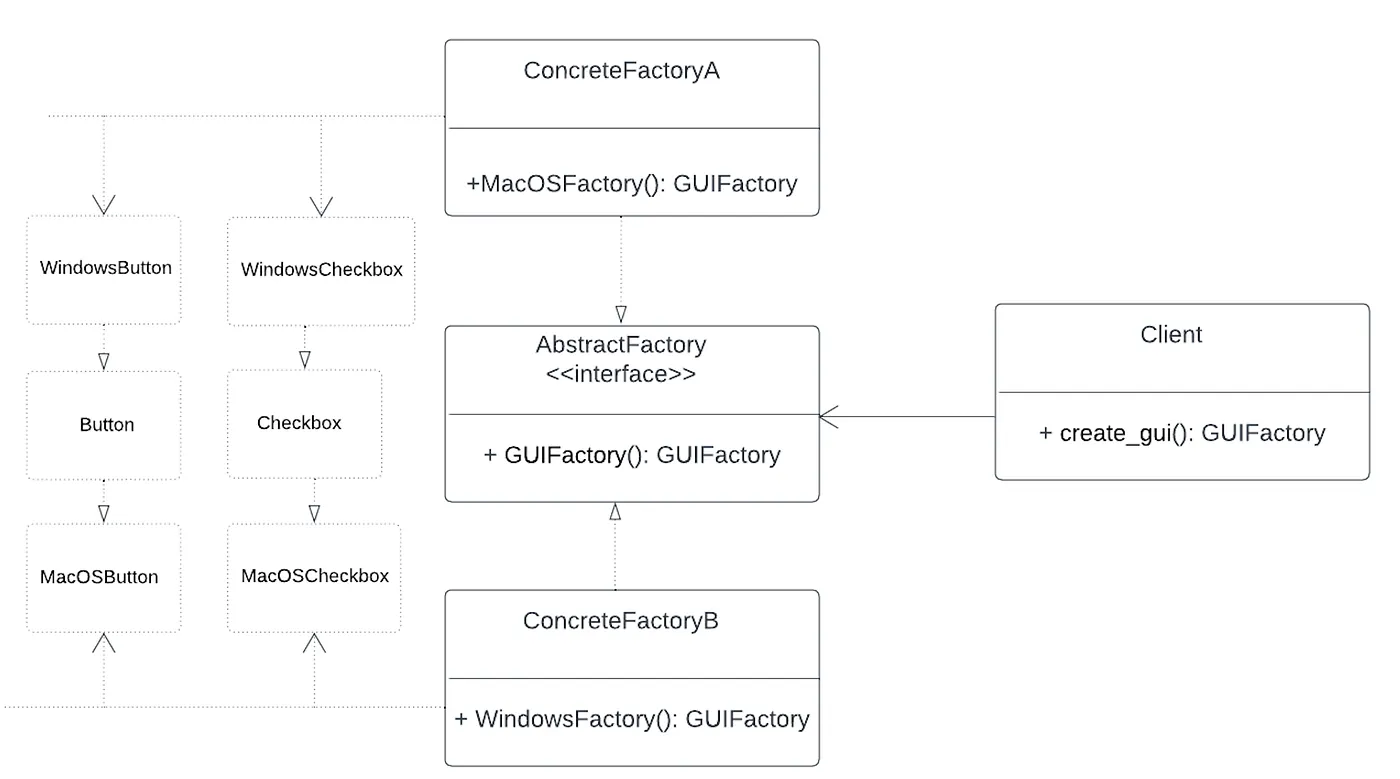 ConcreteFactoryA
+MacOSFactory(): GUIFactory
WindowsButton
WindowsCheckbox
AbstractFactory
<<interface>>
+ GUIFactory(): GUIFactory
Client
+ create_gui(): GUIFactory
Button
Checkbox
MacOSButton
MacOSCheckbox
ConcreteFactoryB
+ WindowsFactory(): GUIFactory